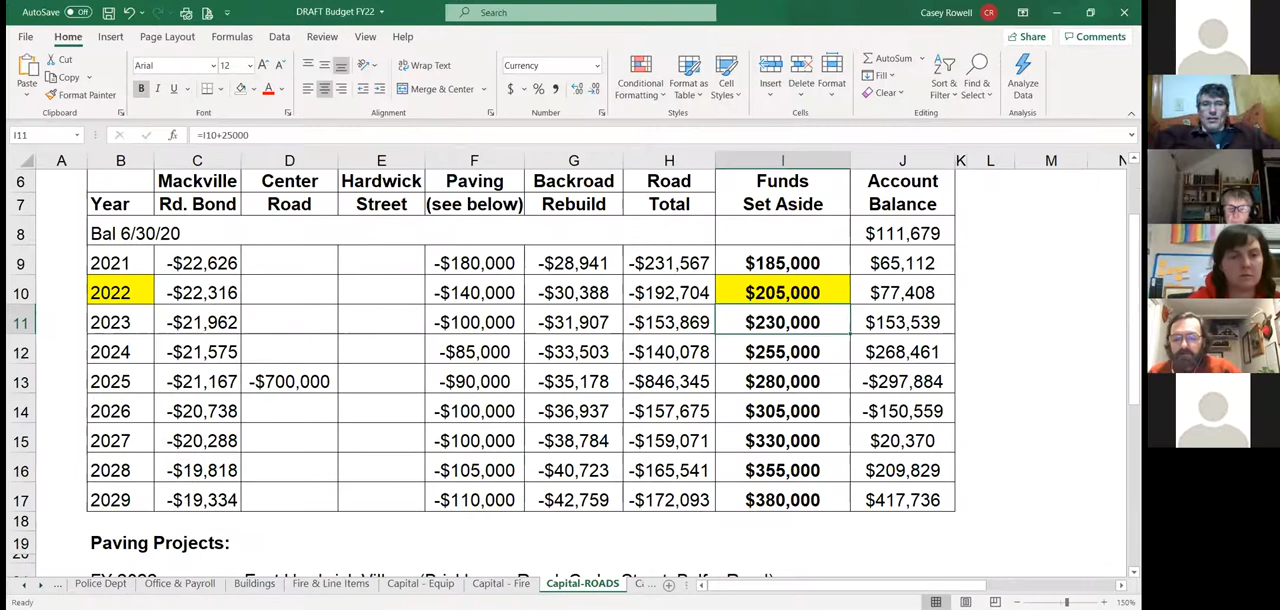 AutoSave Off DRAFT Budget FY22 Search Casey Rowell CR
File Home Insert Page Layout Formulas Data Review View Help Share Comments
Paste Cut Copy Format Painter Clipboard
Arial 12 B I U Font
Wrap Text Merge & Center Alignment
Currency $ % Number
Conditional Formatting Format as Table Cell Styles Styles
Insert Delete Format Cells
AutoSum Fill Clear Sort & Filter Find & Select Editing
Analyze Data Analysis
I11 fx =I10+25000
A B C D E F G H I J K L M N
6 Mackville Center Hardwick Paving Backroad Road Funds Account
7 Year Rd. Bond Road Street (see below) Rebuild Total Set Aside Balance
8 Bal 6/30/20 $111,679
9 2021 -$22,626 -$180,000 -$28,941 -$231,567 $185,000 $65,112
10 2022 -$22,316 -$140,000 -$30,388 -$192,704 $205,000 $77,408
11 2023 -$21,962 -$100,000 -$31,907 -$153,869 $230,000 $153,539
12 2024 -$21,575 -$85,000 -$33,503 -$140,078 $255,000 $268,461
13 2025 -$21,167 -$700,000 -$90,000 -$35,178 -$846,345 $280,000 -$297,884
14 2026 -$20,738 -$100,000 -$36,937 -$157,675 $305,000 -$150,559
15 2027 -$20,288 -$100,000 -$38,784 -$159,071 $330,000 $20,370
16 2028 -$19,818 -$105,000 -$40,723 -$165,541 $355,000 $209,829
17 2029 -$19,334 -$110,000 -$42,759 -$172,093 $380,000 $417,736
18
19 Paving Projects:
20
... Police Dept Office & Payroll Buildings Fire & Line Items Capital - Equip Capital - Fire Capital-ROADS Ca ...
Ready 150%